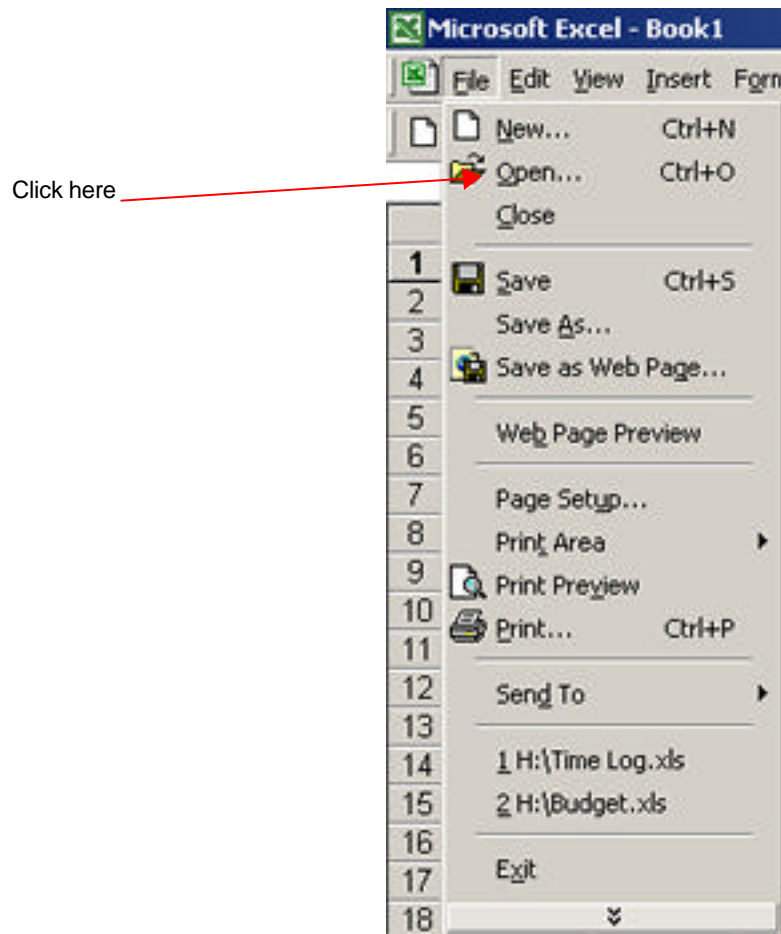 Microsoft Excel - Book1
File Edit View Insert Form
New... Ctrl+N
Open... Ctrl+O
Click here
Close
1
Save Ctrl+S
2
Save As...
3
Save as Web Page...
4
5
Web Page Preview
6
7
Page Setup...
8
Print Area
9
Print Preview
10
Print... Ctrl+P
11
12
Send To
13
14
1 H:\Time Log.xls
15
2 H:\Budget.xls
16
17
Exit
18